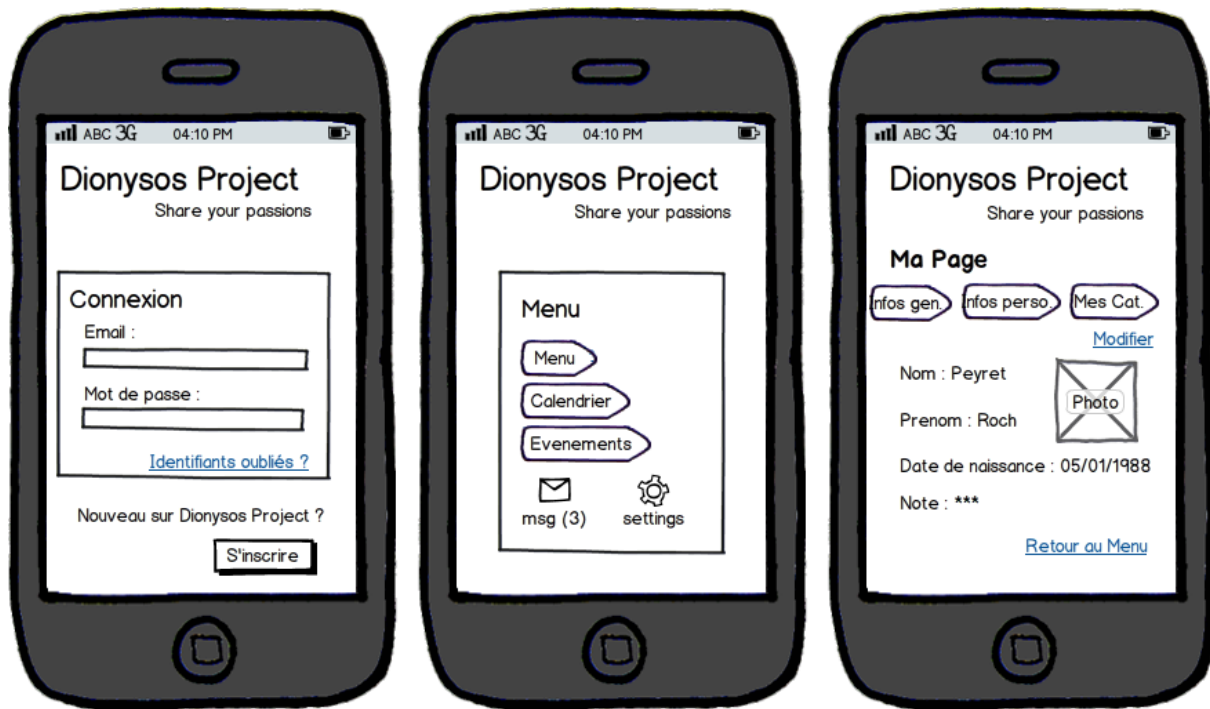 ABC 3G 04:10 PM
Dionysos Project
Share your passions
Connexion
Email :
Mot de passe :
Identifiants oubliés ?
Nouveau sur Dionysos Project ?
S'inscrire
ABC 3G 04:10 PM
Dionysos Project
Share your passions
Menu
Menu
Calendrier
Evenements
msg (3) settings
ABC 3G 04:10 PM
Dionysos Project
Share your passions
Ma Page
Infos gen. Infos perso. Mes Cat.
Modifier
Nom : Peyret
Photo
Prenom : Roch
Date de naissance : 05/01/1988
Note : ***
Retour au Menu